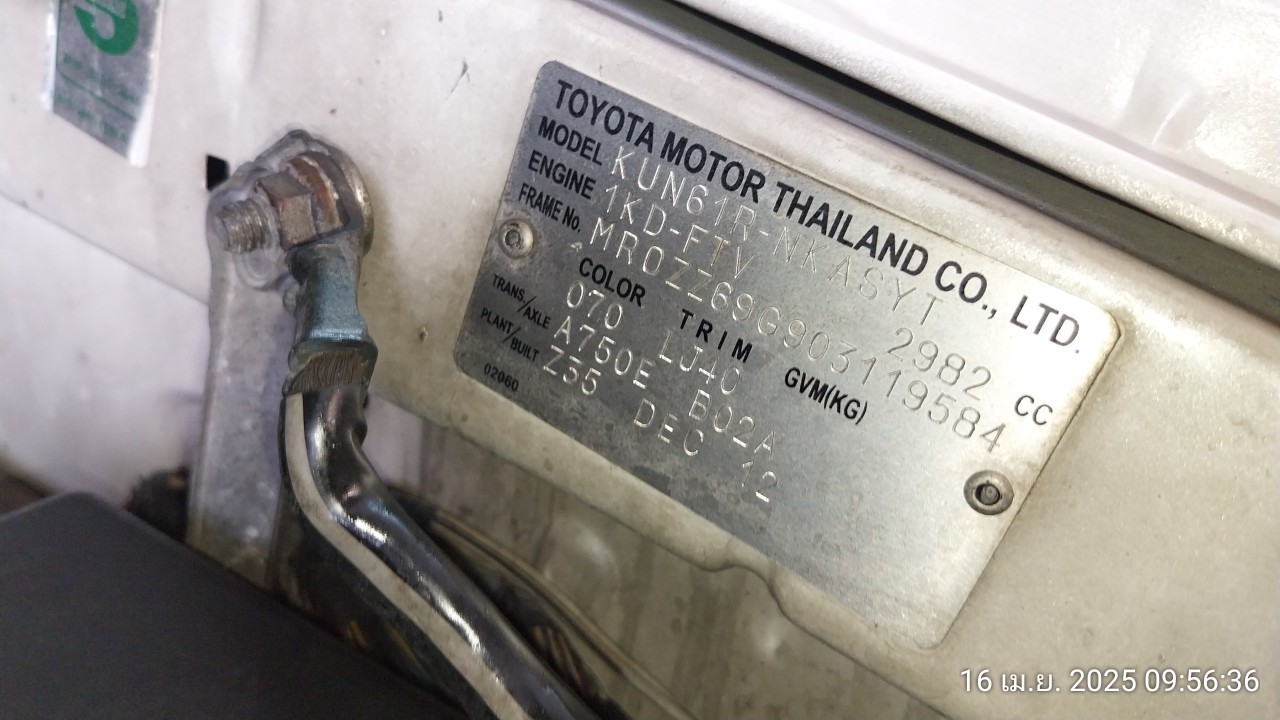 TOYOTA MOTOR THAILAND CO., LTD.
MODEL KUN61R-NKASYT
ENGINE 1KD-FTV 2982 CC
FRAME No. MR0ZZ69G903119584
COLOR TRIM GVM(KG)
070 LJ40
TRANS/AXLE A750E B02A
PLANT/BUILT Z55 DEC 12
02060
16 เม.ย. 2025 09:56:36